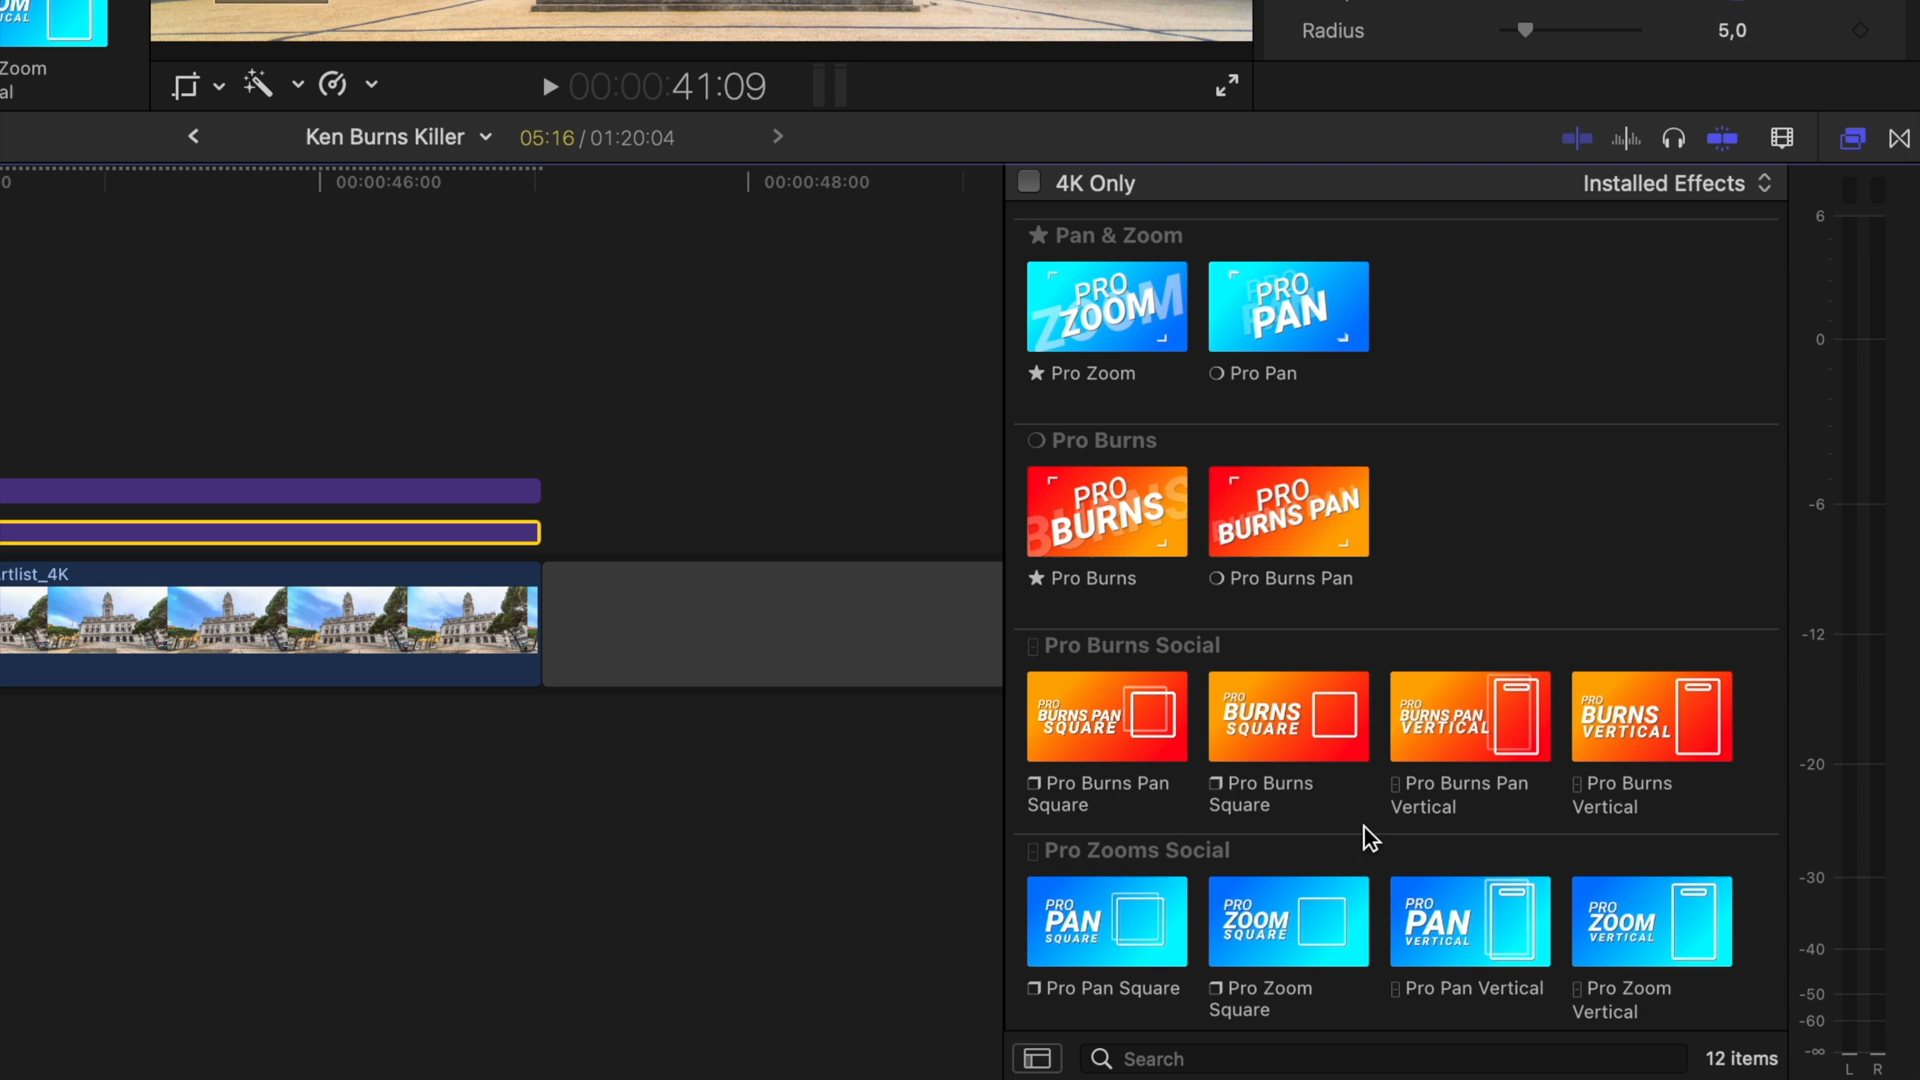 ZOOM
ICAL
Zoom
al
Radius
5,0
00:00:41:09
Ken Burns Killer
05:16 / 01:20:04
0
00:00:46:00
00:00:48:00
4K Only
Installed Effects
Pan & Zoom
PRO
ZOOM
ZOOM
PRO
PAN
Pro Zoom
Pro Pan
Pro Burns
PRO
BURNS
BURNS
PRO
BURNS PAN
Pro Burns
Pro Burns Pan
rtlist_4K
Pro Burns Social
PRO
BURNS PAN
SQUARE
PRO
BURNS
SQUARE
PRO
BURNS PAN
VERTICAL
PRO
BURNS
VERTICAL
Pro Burns Pan
Square
Pro Burns
Square
Pro Burns Pan
Vertical
Pro Burns
Vertical
Pro Zooms Social
PRO
PAN
SQUARE
PRO
ZOOM
SQUARE
PRO
PAN
VERTICAL
PRO
ZOOM
VERTICAL
Pro Pan Square
Pro Zoom
Square
Pro Pan Vertical
Pro Zoom
Vertical
Search
12 items
6
0
-6
-12
-20
-30
-40
-50
-60
-∞
L R